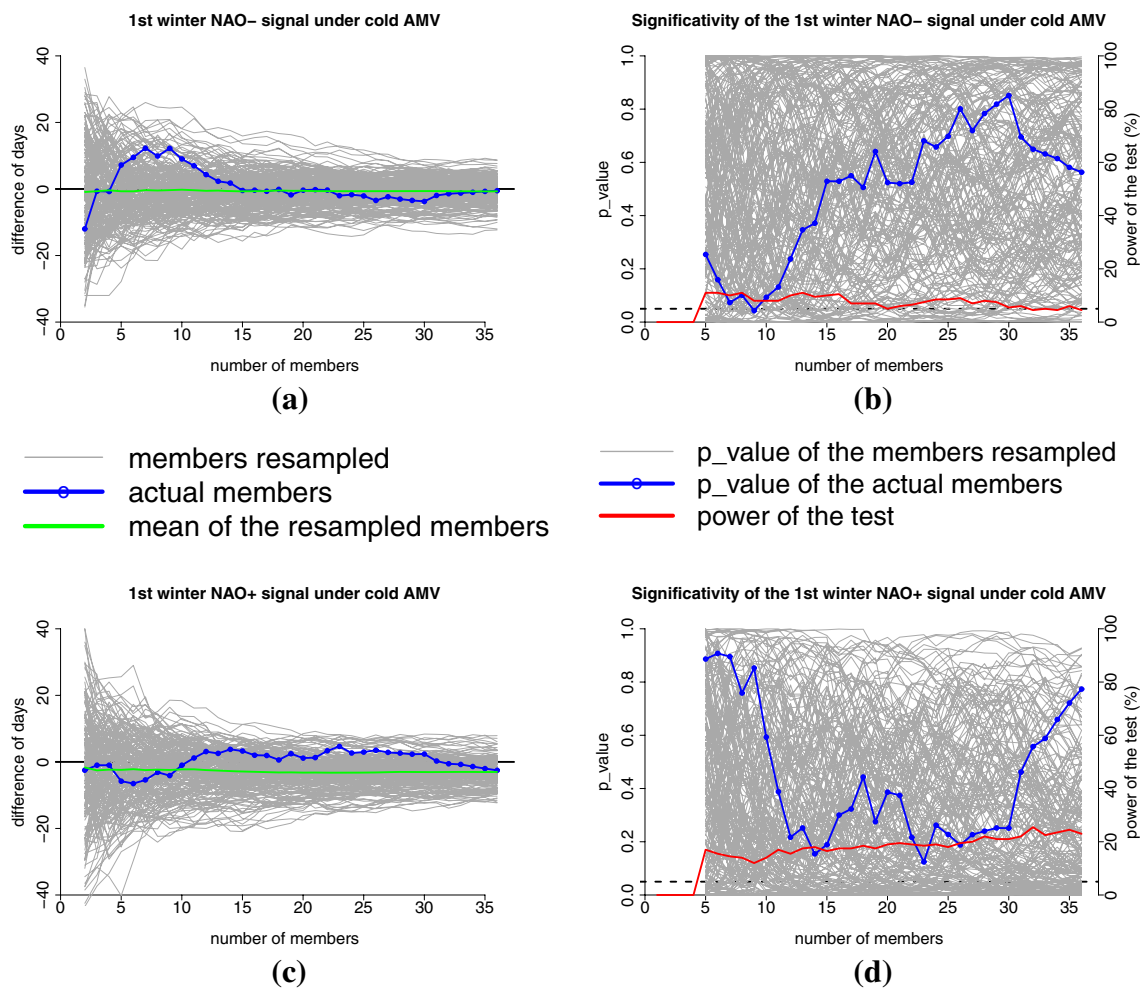 1st winter NAO− signal under cold AMV
difference of days
40
20
0
−20
−40
0 5 10 15 20 25 30 35
number of members
(a)
Significativity of the 1st winter NAO− signal under cold AMV
p_value
1.0
0.8
0.6
0.4
0.2
0.0
100
80
60
40
20
0
power of the test (%)
0 5 10 15 20 25 30 35
number of members
(b)
members resampled
actual members
mean of the resampled members
p_value of the members resampled
p_value of the actual members
power of the test
1st winter NAO+ signal under cold AMV
difference of days
40
20
0
−20
−40
0 5 10 15 20 25 30 35
number of members
(c)
Significativity of the 1st winter NAO+ signal under cold AMV
p_value
1.0
0.8
0.6
0.4
0.2
0.0
100
80
60
40
20
0
power of the test (%)
0 5 10 15 20 25 30 35
number of members
(d)